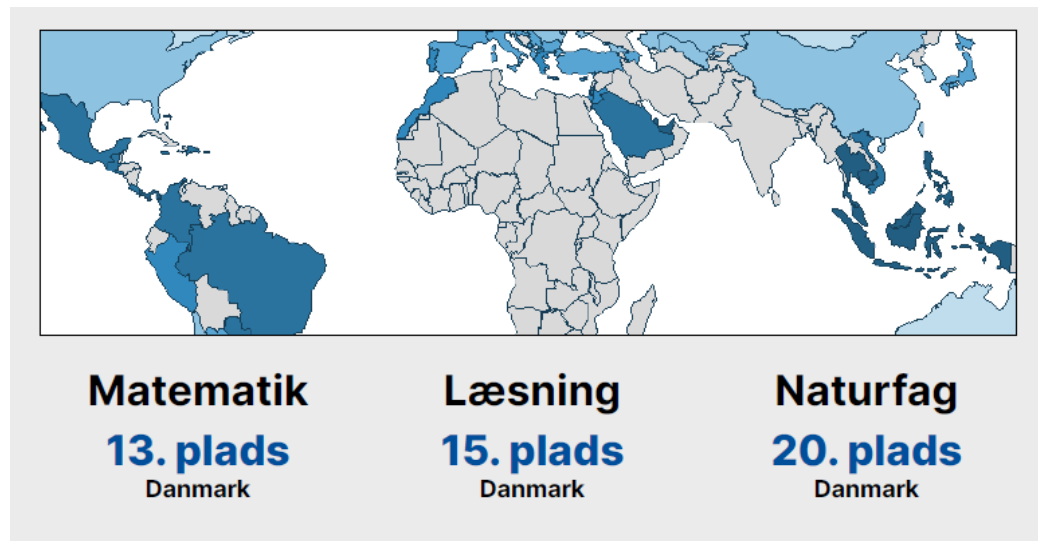 Matematik
13. plads
Danmark
Læsning
15. plads
Danmark
Naturfag
20. plads
Danmark